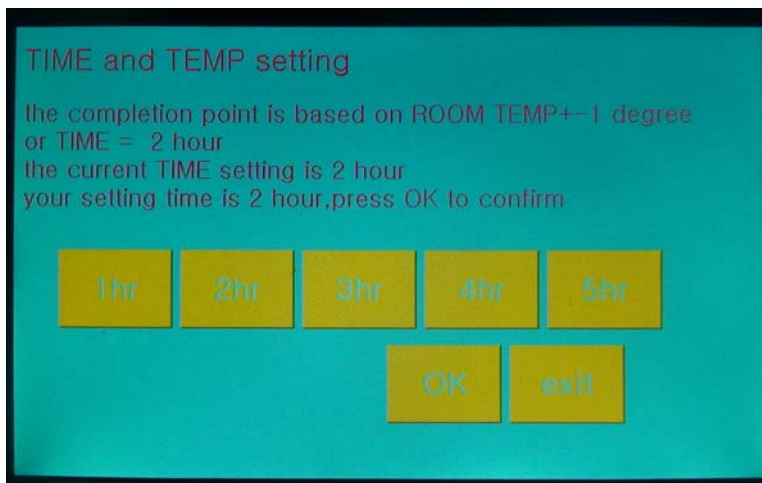 TIME and TEMP setting
the completion point is based on ROOM TEMP+-1 degree
or TIME = 2 hour
the current TIME setting is 2 hour
your setting time is 2 hour,press OK to confirm
1hr 2hr 3hr 4hr 5hr
OK exit